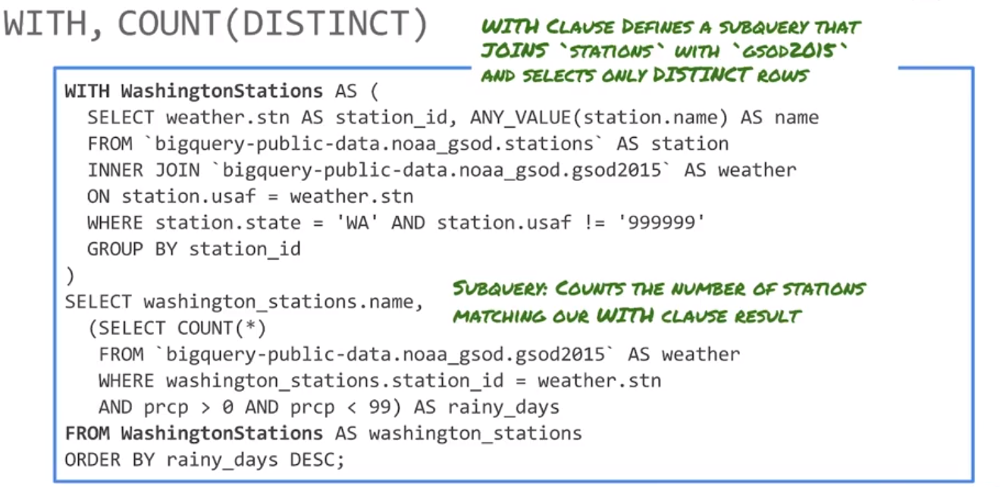 WITH, COUNT(DISTINCT)
WITH CLAUSE DEFINES A SUBQUERY THAT
JOINS `STATIONS` WITH `GSOD2015`
AND SELECTS ONLY DISTINCT ROWS
WITH WashingtonStations AS (
SELECT weather.stn AS station_id, ANY_VALUE(station.name) AS name
FROM `bigquery-public-data.noaa_gsod.stations` AS station
INNER JOIN `bigquery-public-data.noaa_gsod.gsod2015` AS weather
ON station.usaf = weather.stn
WHERE station.state = 'WA' AND station.usaf != '999999'
GROUP BY station_id
)
SELECT washington_stations.name,
SUBQUERY: COUNTS THE NUMBER OF STATIONS
MATCHING OUR WITH CLAUSE RESULT
(SELECT COUNT(*)
FROM `bigquery-public-data.noaa_gsod.gsod2015` AS weather
WHERE washington_stations.station_id = weather.stn
AND prcp > 0 AND prcp < 99) AS rainy_days
FROM WashingtonStations AS washington_stations
ORDER BY rainy_days DESC;